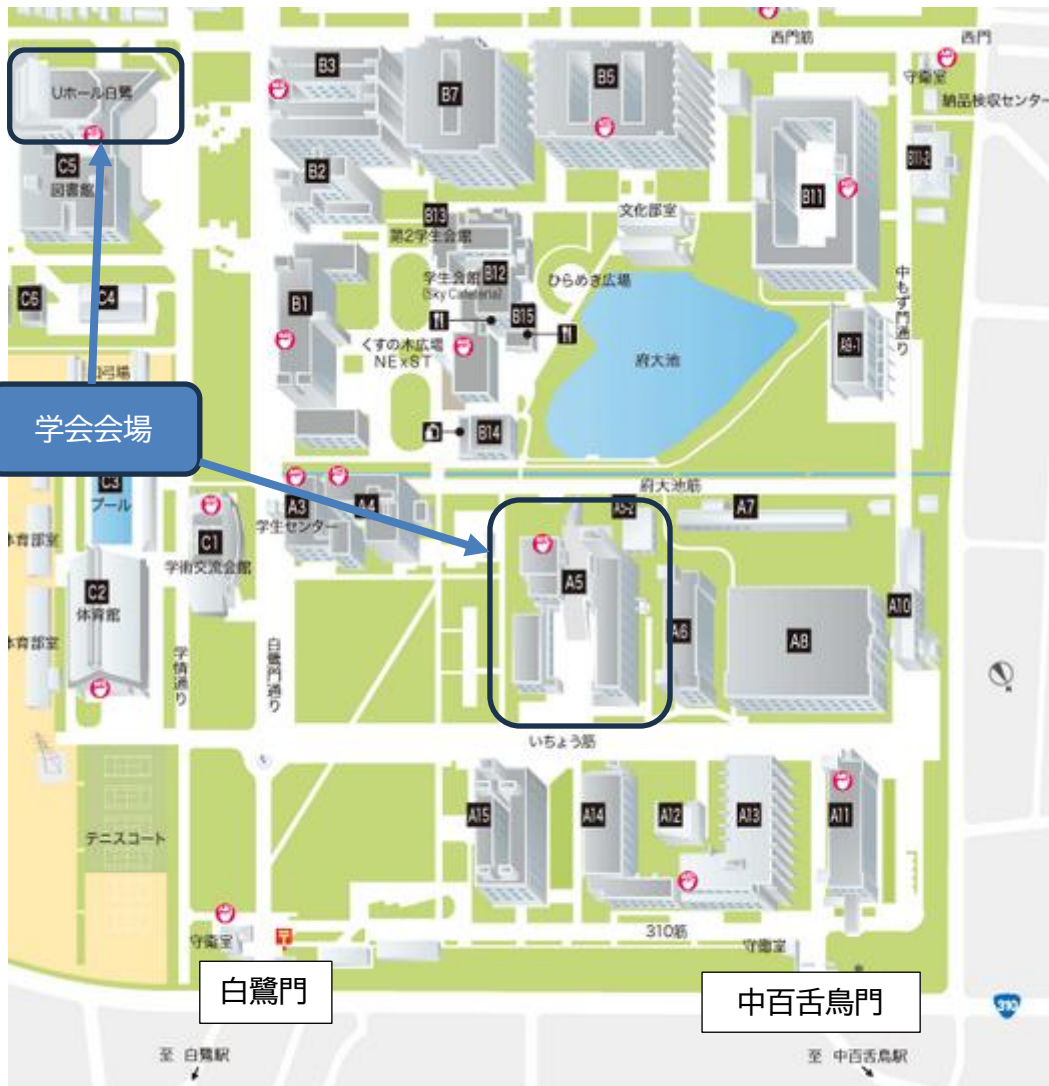 西門筋
西門
守衛室
納品検収センター
Uホール白鷺
B3
B7
B5
C5
図書館
B2
B11
B11-2
B13
第2学生会館
文化部室
学生会館
(Sky Cafeteria)
B12
ひらめき広場
中もず門通り
C6
C4
B1
B15
くすの木広場
NExST
府大池
A9-1
弓場
学会会場
B14
C3
プール
府大池筋
A3
学生センター
A4
A5-2
A7
体育部室
C1
学術交流会館
C2
体育館
A5
A6
A8
A10
体育部室
学情通り
白鷺門通り
いちょう筋
テニスコート
A15
A14
A12
A13
A11
310筋
守衛室
守衛室
白鷺門
中百舌鳥門
310
至 白鷺駅
至 中百舌鳥駅